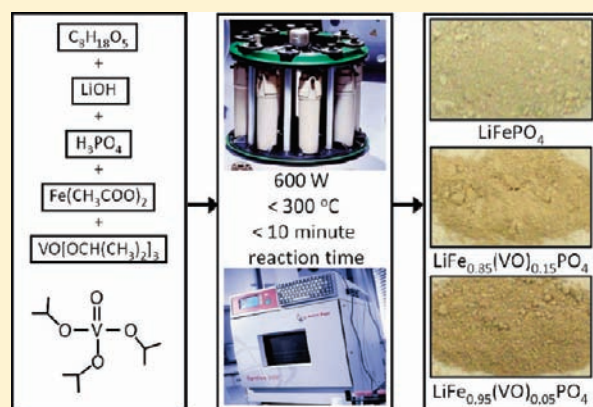 C₈H₁₈O₅
+
LiOH
+
H₃PO₄
+
Fe(CH₃COO)₂
+
VO[OCH(CH₃)₂]₃
O
O V O
O
600 W
< 300 °C
< 10 minute
reaction time
LiFePO₄
LiFe₀.₈₅(VO)₀.₁₅PO₄
LiFe₀.₉₅(VO)₀.₀₅PO₄